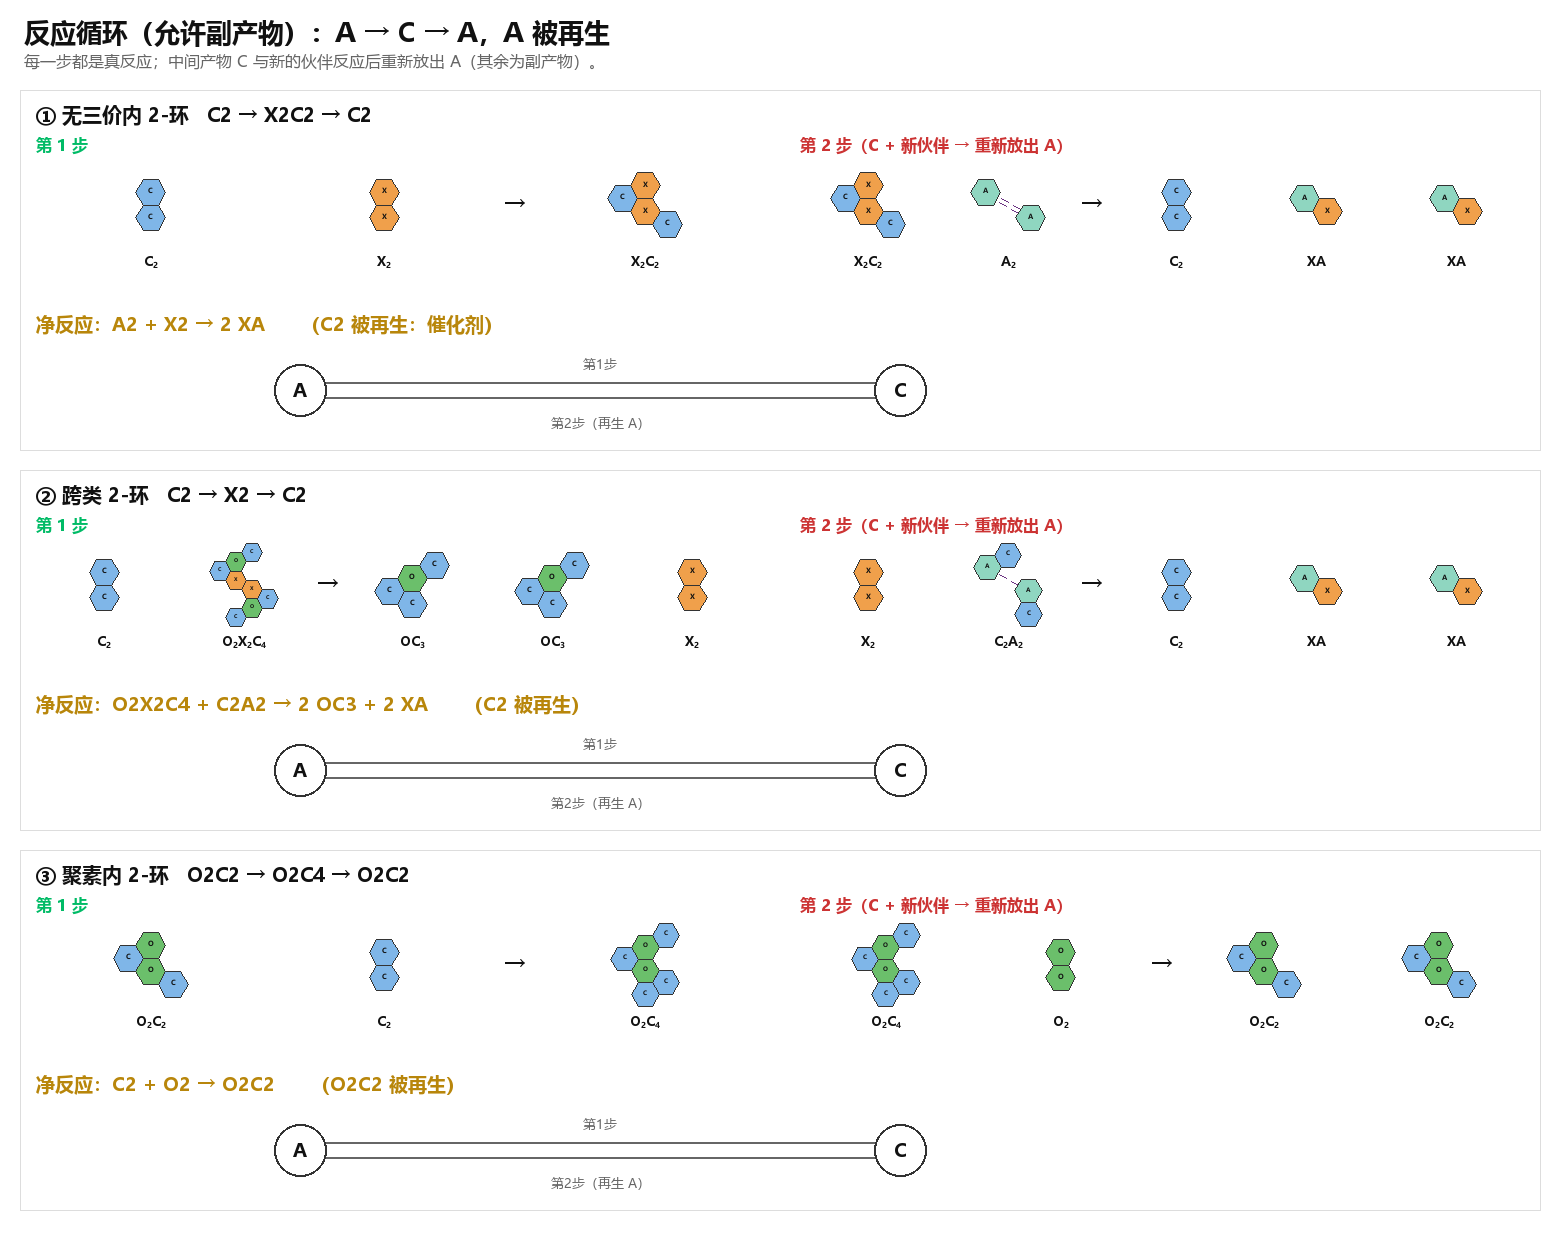 反应循环（允许副产物）: A → C → A, A 被再生
每一步都是真反应；中间产物 C 与新的伙伴反应后重新放出 A（其余为副产物）。
① 无三价内 2-环 C2 → X2C2 → C2
第 1 步 第 2 步（C + 新伙伴 → 重新放出 A）
C C X X → C X X C C X X C A A → C C A X A X
C₂ X₂ X₂C₂ X₂C₂ A₂ C₂ XA XA
净反应: A2 + X2 → 2 XA (C2 被再生: 催化剂)
第1步
A C
第2步（再生 A）
② 跨类 2-环 C2 → X2 → C2
第 1 步 第 2 步（C + 新伙伴 → 重新放出 A）
C C C O C X X C O C → C O C C C O C C X X X X C A A C → C C A X A X
C₂ O₂X₂C₄ OC₃ OC₃ X₂ X₂ C₂A₂ C₂ XA XA
净反应: O2X2C4 + C2A2 → 2 OC3 + 2 XA (C2 被再生)
第1步
A C
第2步（再生 A）
③ 聚素内 2-环 O2C2 → O2C4 → O2C2
第 1 步 第 2 步（C + 新伙伴 → 重新放出 A）
O C O C C C → C O C O C C C O C O C C O O → O C O C O C O C
O₂C₂ C₂ O₂C₄ O₂C₄ O₂ O₂C₂ O₂C₂
净反应: C2 + O2 → O2C2 (O2C2 被再生)
第1步
A C
第2步（再生 A）